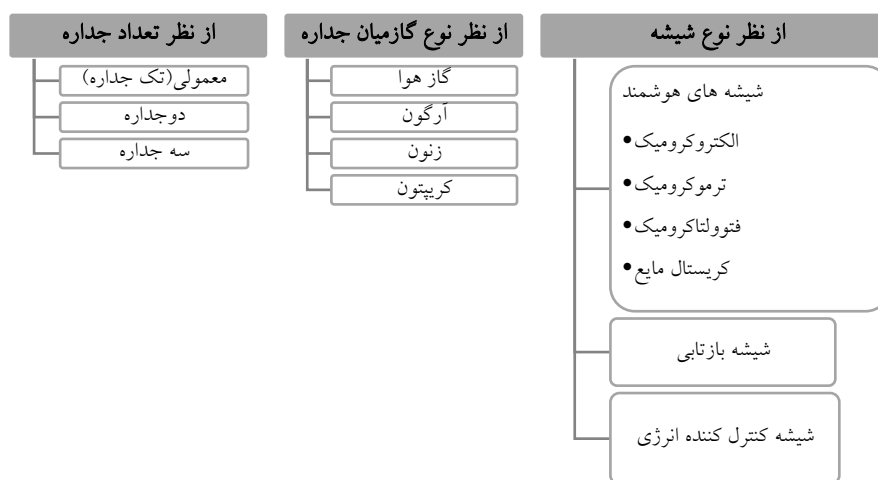 از نظر نوع شیشه
شیشه های هوشمند
•الکتروکرومیک
•ترموکرومیک
•فتوولتاکرومیک
•کریستال مایع
شیشه بازتابی
شیشه کنترل کننده انرژی
از نظر نوع گازمیان جداره
گاز هوا
آرگون
زنون
کریپتون
از نظر تعداد جداره
معمولی(تک جداره)
دوجداره
سه جداره